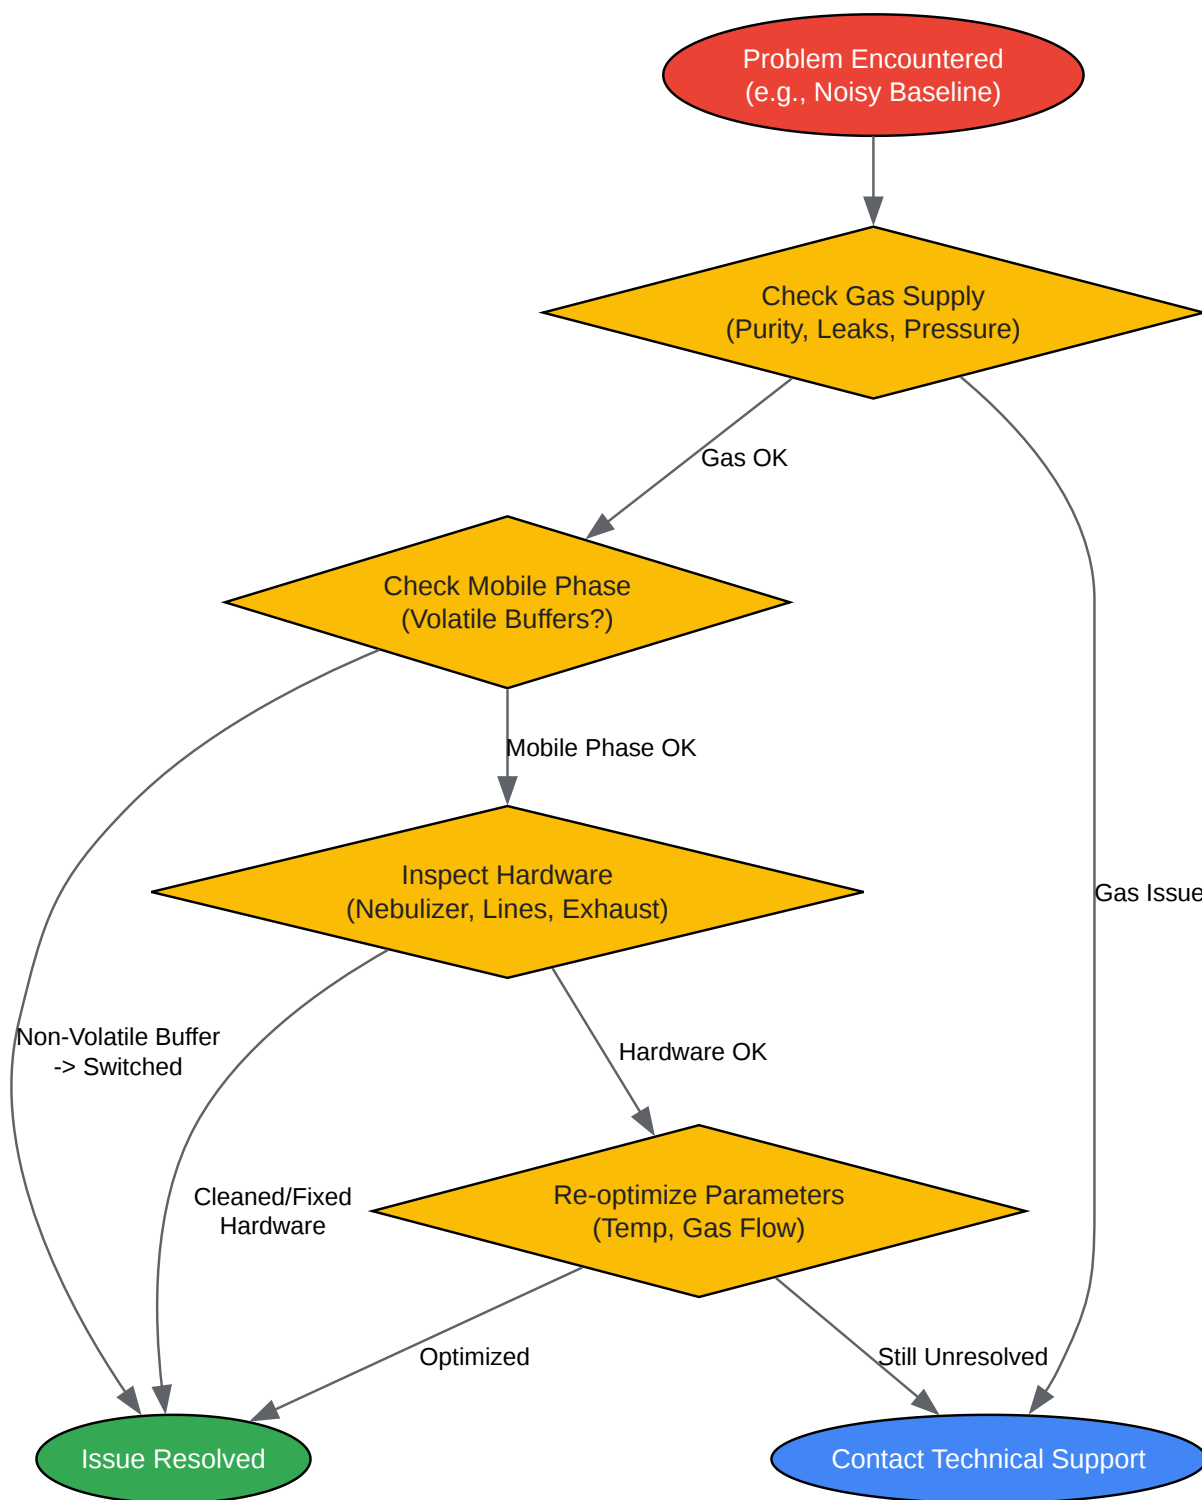 Problem Encountered
(e.g., Noisy Baseline)
Check Gas Supply
(Purity, Leaks, Pressure)
Gas OK
Check Mobile Phase
(Volatile Buffers?)
Mobile Phase OK
Inspect Hardware
(Nebulizer, Lines, Exhaust)
Gas Issue
Non-Volatile Buffer
-> Switched
Hardware OK
Cleaned/Fixed
Hardware
Re-optimize Parameters
(Temp, Gas Flow)
Optimized
Still Unresolved
Issue Resolved
Contact Technical Support